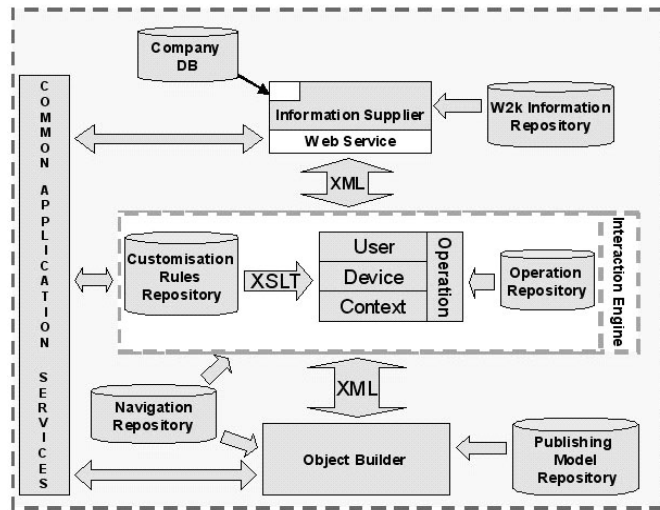 Company
DB
COMMON APPLICATION SERVICES
Information Supplier
Web Service
W2k Information
Repository
XML
Customisation
Rules
Repository
XSLT
User
Device
Context
Operation
Operation
Repository
Interaction Engine
XML
Navigation
Repository
Object Builder
Publishing
Model
Repository